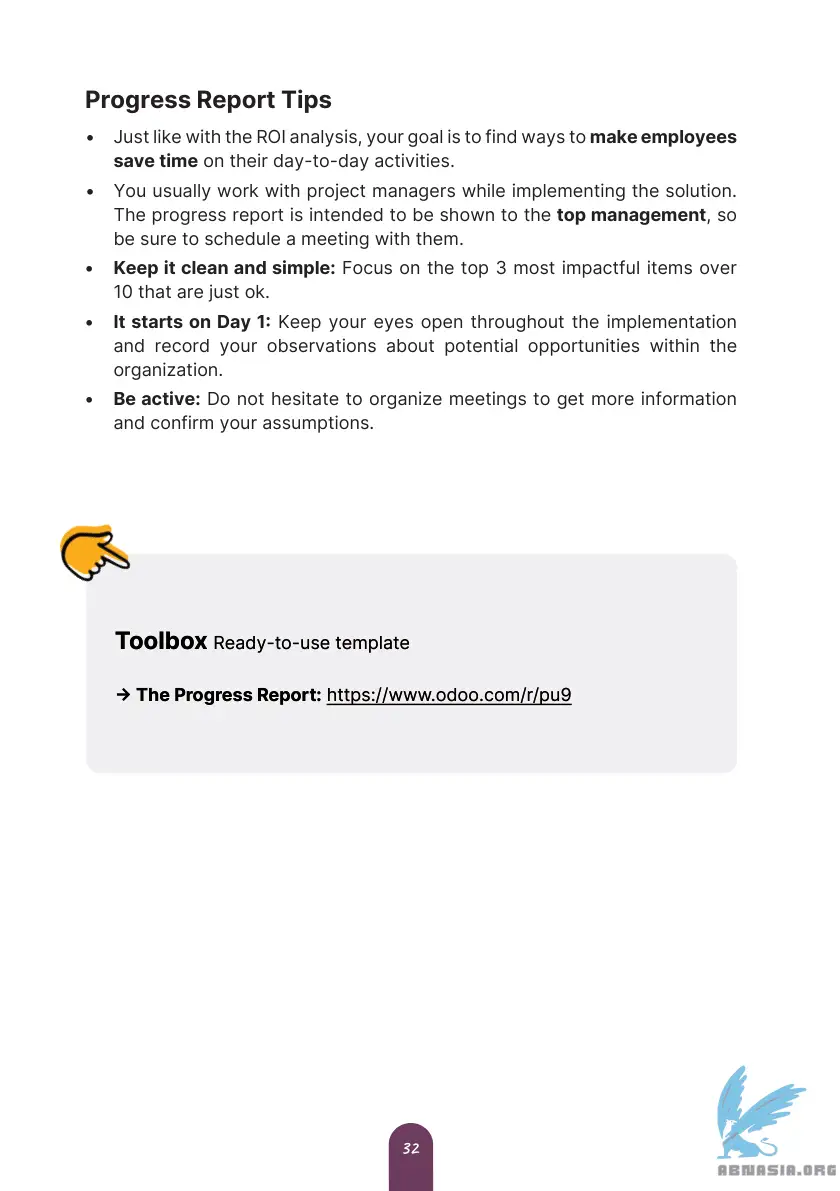 Progress Report Tips
• Just like with the ROI analysis, your goal is to find ways to make employees
save time on their day-to-day activities.
• You usually work with project managers while implementing the solution.
The progress report is intended to be shown to the top management, so
be sure to schedule a meeting with them.
• Keep it clean and simple: Focus on the top 3 most impactful items over
10 that are just ok.
• It starts on Day 1: Keep your eyes open throughout the implementation
and record your observations about potential opportunities within the
organization.
• Be active: Do not hesitate to organize meetings to get more information
and confirm your assumptions.
Toolbox Ready-to-use template
→ The Progress Report: https://www.odoo.com/r/pu9
32
ABNASIA.ORG